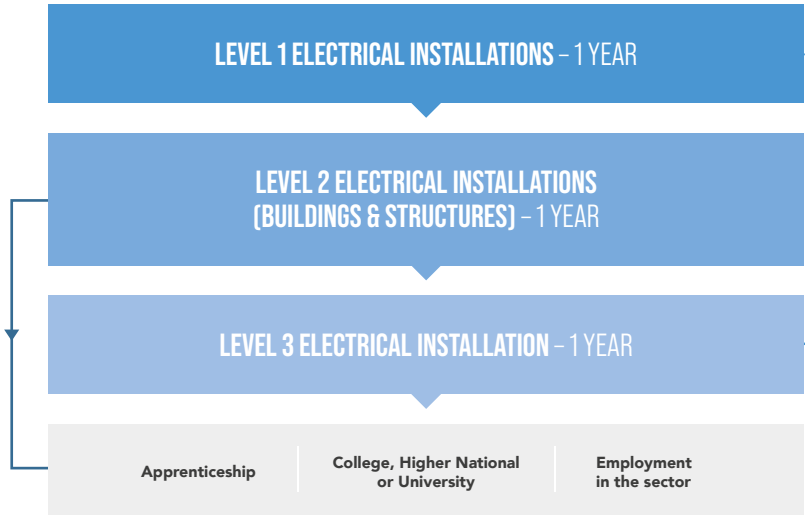 LEVEL 1 ELECTRICAL INSTALLATIONS – 1 YEAR
LEVEL 2 ELECTRICAL INSTALLATIONS
(BUILDINGS & STRUCTURES) – 1 YEAR
LEVEL 3 ELECTRICAL INSTALLATION – 1 YEAR
Apprenticeship
College, Higher National
or University
Employment
in the sector